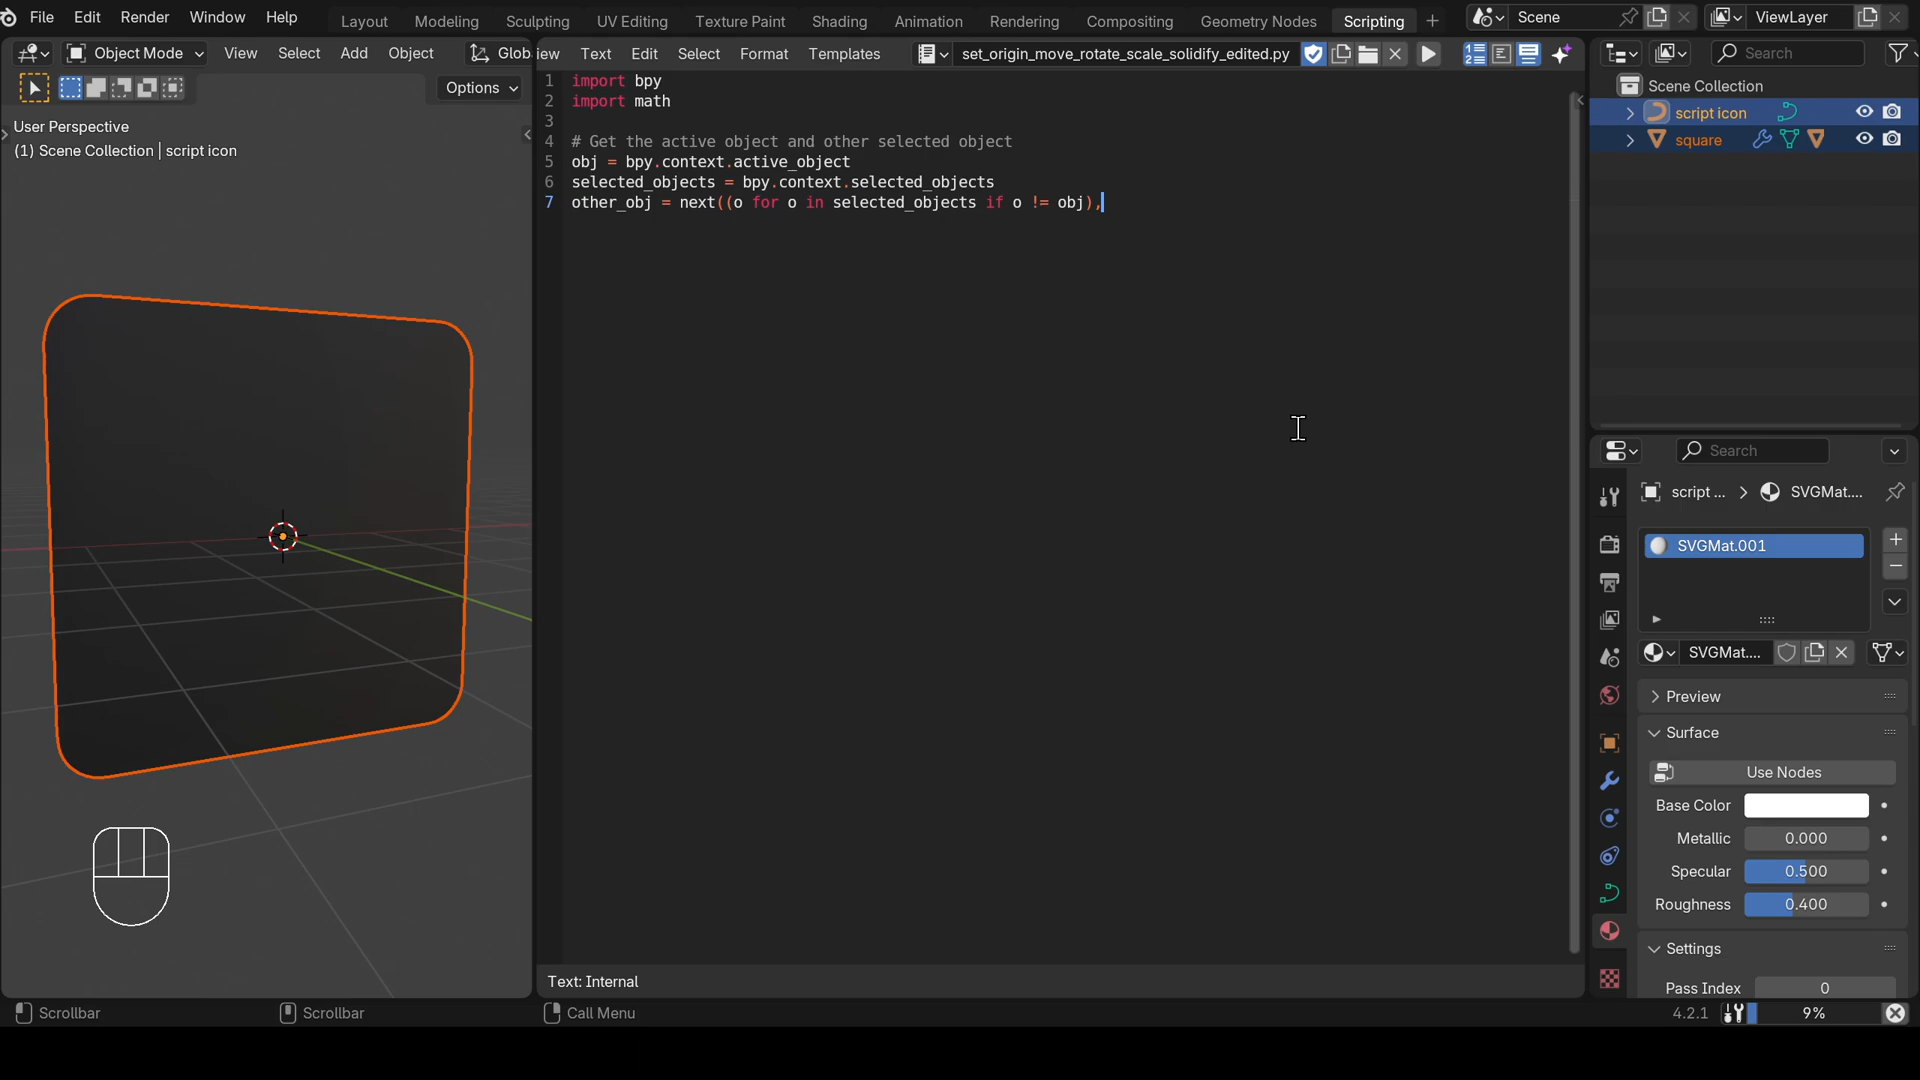 File Edit Render Window Help Layout Modeling Sculpting UV Editing Texture Paint Shading Animation Rendering Compositing Geometry Nodes Scripting + Scene ViewLayer
Object Mode View Select Add Object Glob
ew Text Edit Select Format Templates set_origin_move_rotate_scale_solidify_edited.py
Search
Options
User Perspective
(1) Scene Collection | script icon
1 import bpy
2 import math
3
4 # Get the active object and other selected object
5 obj = bpy.context.active_object
6 selected_objects = bpy.context.selected_objects
7 other_obj = next((o for o in selected_objects if o != obj),
Scene Collection
script icon
square
Search
script ... > SVGMat....
SVGMat.001
SVGMat....
Preview
Surface
Use Nodes
Base Color
Metallic 0.000
Specular 0.500
Roughness 0.400
Settings
Pass Index 0
Text: Internal
Scrollbar Scrollbar Call Menu 4.2.1 9%